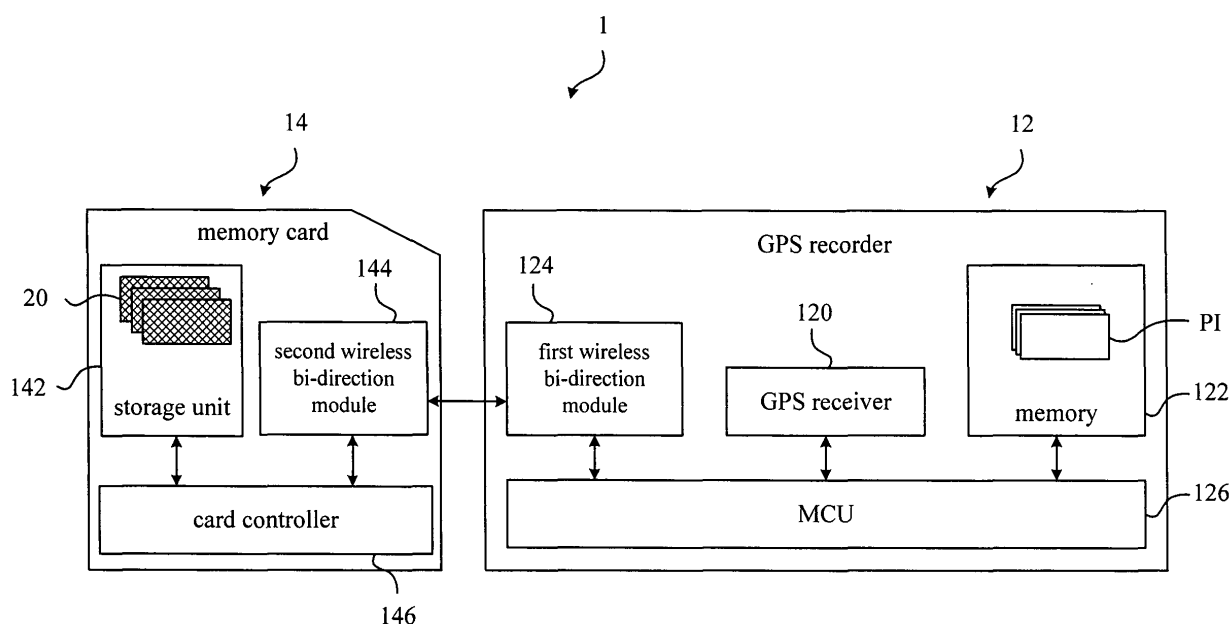 1
14
12
memory card
GPS recorder
20
144
124
120
PI
second wireless
bi-direction
module
first wireless
bi-direction
module
142
storage unit
GPS receiver
memory
122
card controller
MCU
126
146